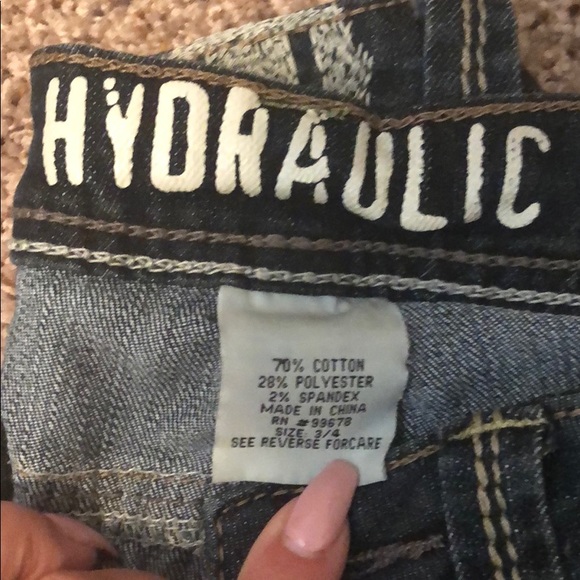 HYDRAULIC
70% COTTON
28% POLYESTER
2% SPANDEX
MADE IN CHINA
RN #99678
SIZE 3/4
SEE REVERSE FORCARE